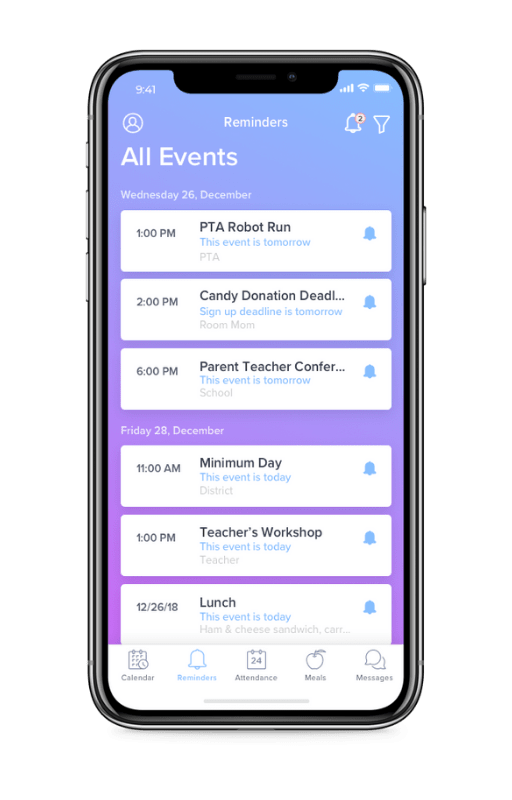 9:41
Reminders
2
All Events
Wednesday 26, December
1:00 PM
PTA Robot Run
This event is tomorrow
PTA
2:00 PM
Candy Donation Deadl...
Sign up deadline is tomorrow
Room Mom
6:00 PM
Parent Teacher Confer...
This event is tomorrow
School
Friday 28, December
11:00 AM
Minimum Day
This event is today
District
1:00 PM
Teacher's Workshop
This event is today
Teacher
12/26/18
Lunch
This event is today
Ham & cheese sandwich, carr...
24
Calendar Reminders Attendance Meals Messages